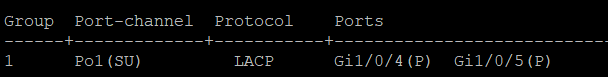 Group  Port-channel  Protocol    Ports
------+-------------+-----------+---------------------------
1      Po1(SU)         LACP      Gi1/0/4(P)  Gi1/0/5(P)